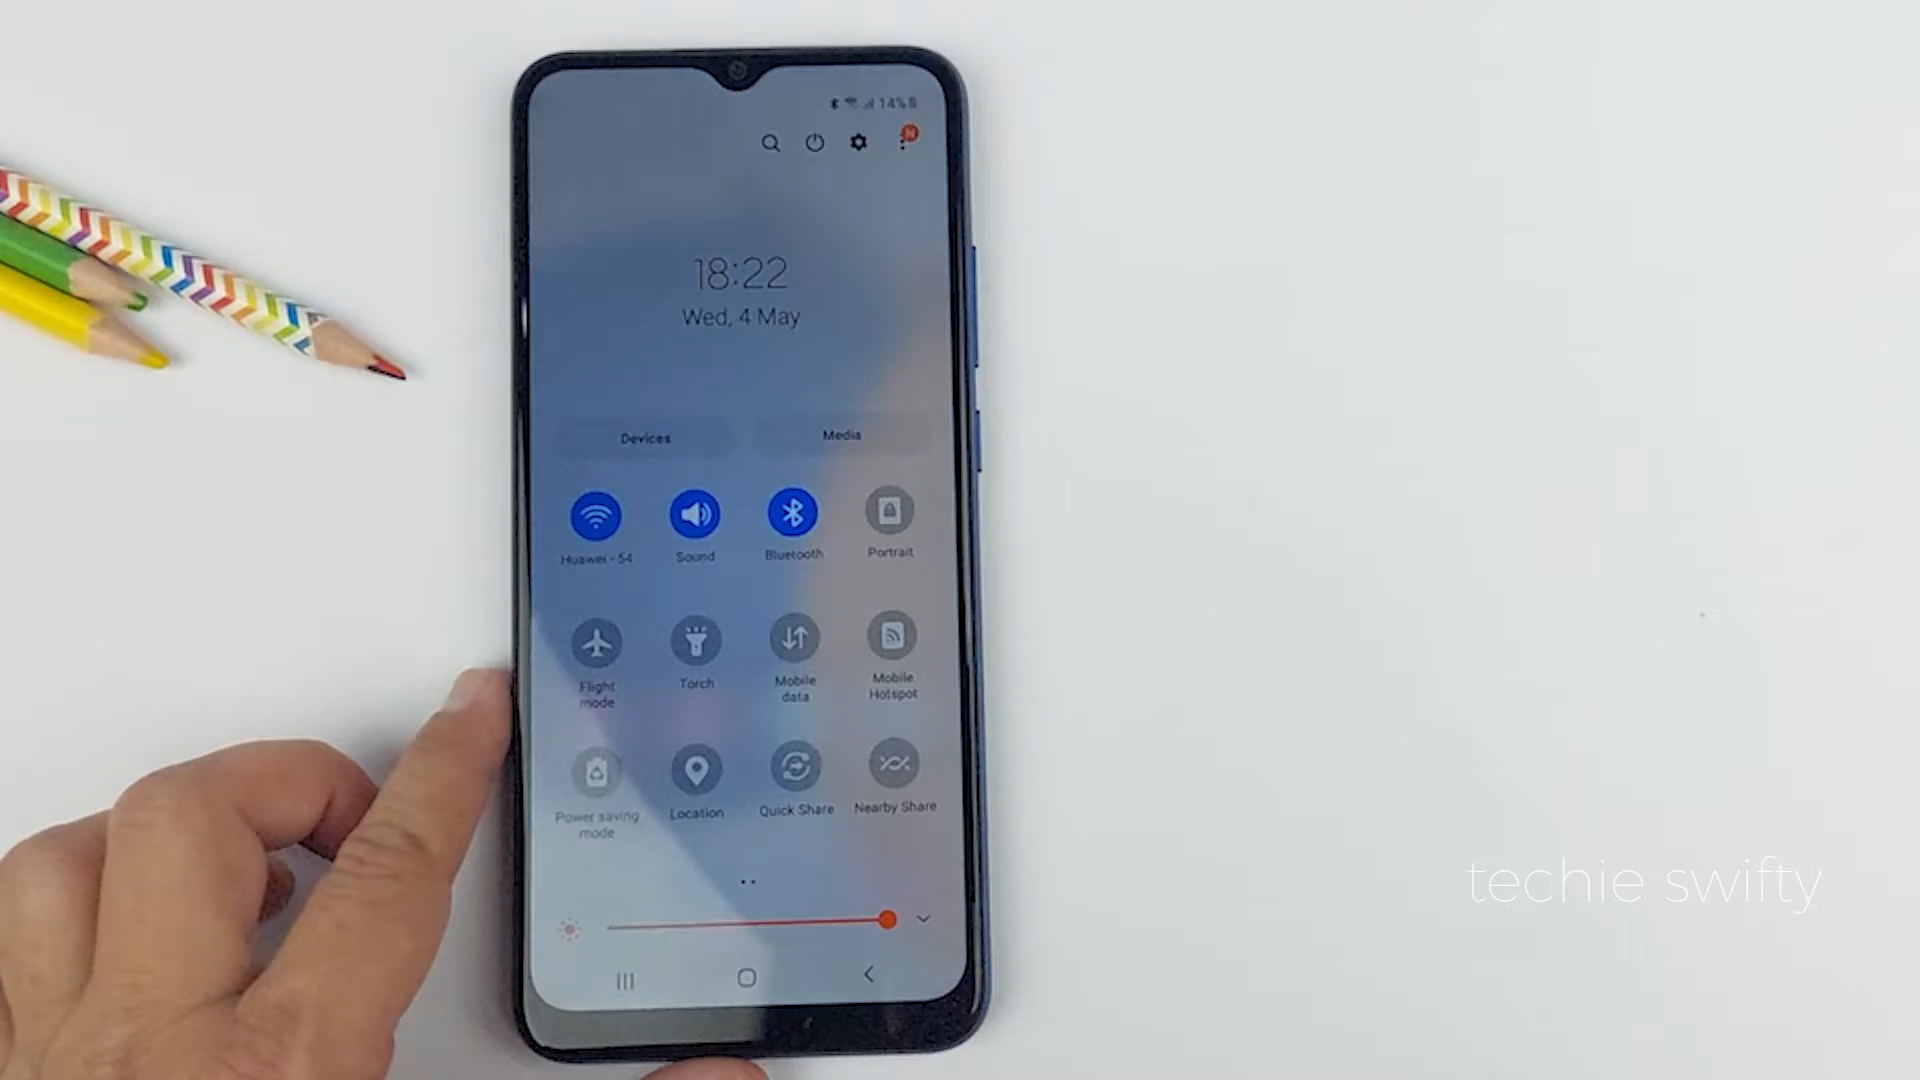 14%
N
18:22
Wed, 4 May
Devices
Media
Huawei - 54
Sound
Bluetooth
Portrait
Flight
mode
Torch
Mobile
data
Mobile
Hotspot
Power saving
mode
Location
Quick Share
Nearby Share
techie swifty